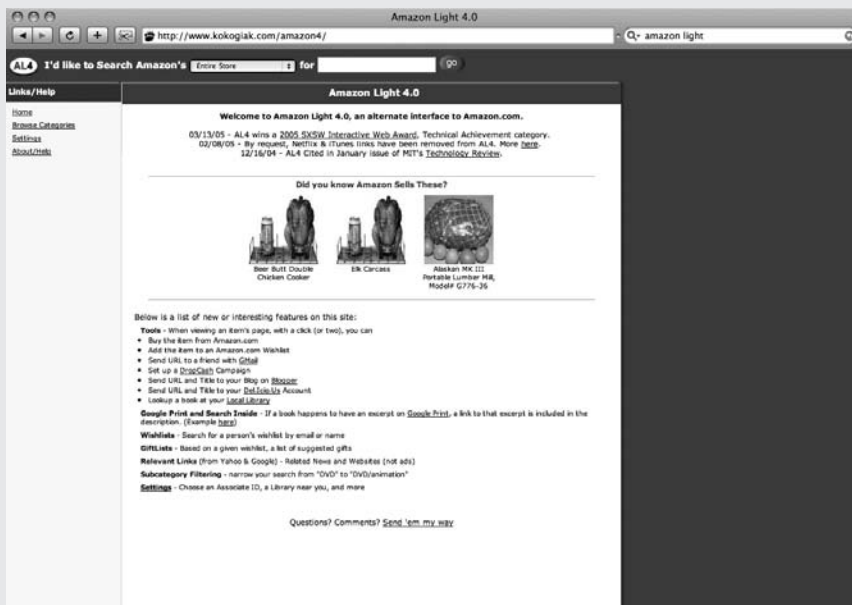 Amazon Light 4.0
http://www.kokogiak.com/amazon4/
amazon light
AL4 I'd like to Search Amazon's Entire Store for go
Links/Help
Home
Browse Categories
Settings
About/Help
Amazon Light 4.0
Welcome to Amazon Light 4.0, an alternate interface to Amazon.com.
03/13/05 - AL4 wins a 2005 SXSW Interactive Web Award, Technical Achievement category.
02/08/05 - By request, Netflix & iTunes links have been removed from AL4. More here.
12/16/04 - AL4 Cited in January issue of MIT's Technology Review.
Did you know Amazon Sells These?
Beer Butt Double
Chicken Cooker
Elk Carcass
Alaskan MK III
Portable Lumber Mill,
Model# G776-36
Below is a list of new or interesting features on this site:
Tools - When viewing an item's page, with a click (or two), you can
• Buy the item from Amazon.com
• Add the item to an Amazon.com Wishlist
• Send URL to a friend with GMail
• Set up a DropCash Campaign
• Send URL and Title to your Blog on Blogger
• Send URL and Title to your Del.Icio.Us Account
• Lookup a book at your Local Library
Google Print and Search Inside - If a book happens to have an excerpt on Google Print, a link to that excerpt is included in the
description. (Example here)
Wishlists - Search for a person's wishlist by email or name
GiftLists - Based on a given wishlist, a list of suggested gifts
Relevant Links (from Yahoo & Google) - Related News and Websites (not ads)
Subcategory Filtering - narrow your search from "DVD" to "DVD/animation"
Settings - Choose an Associate ID, a Library near you, and more
Questions? Comments? Send 'em my way